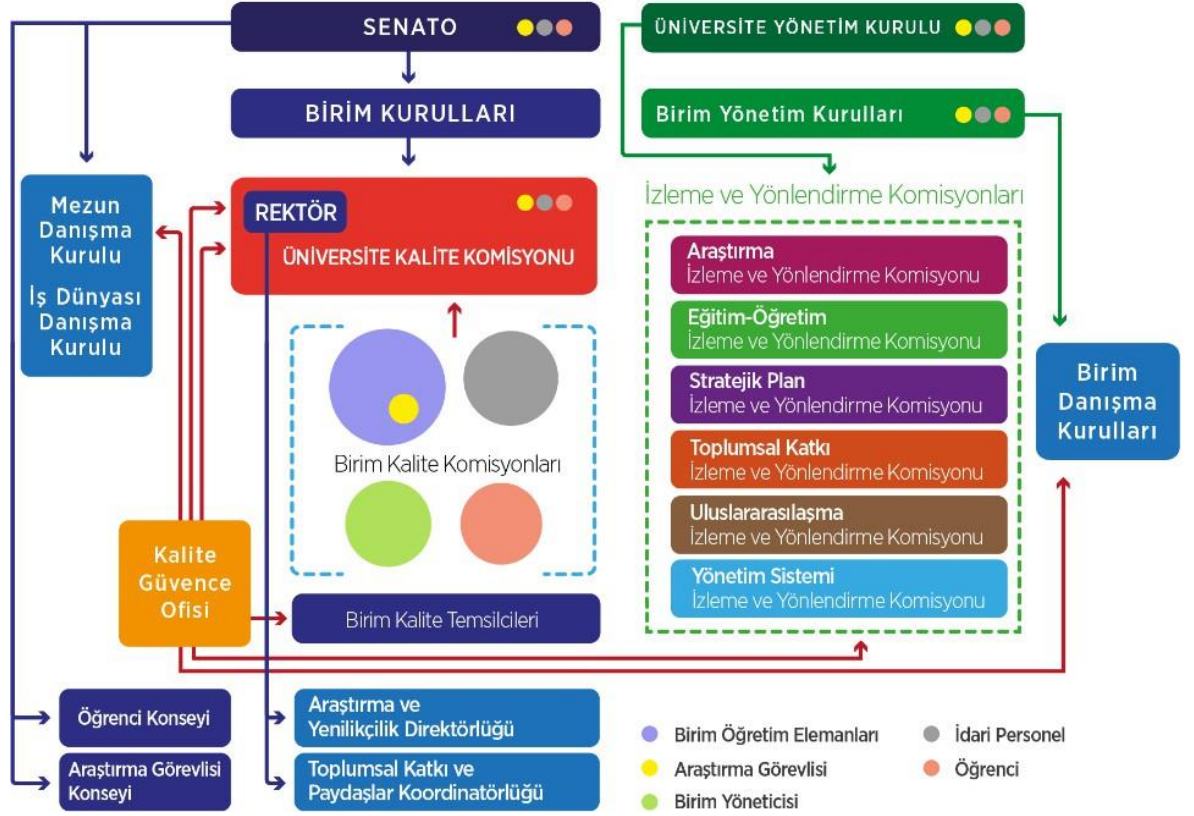 SENATO
ÜNİVERSİTE YÖNETİM KURULU
BİRİM KURULLARI
Birim Yönetim Kurulları
Mezun
Danışma
Kurulu
İş Dünyası
Danışma
Kurulu
REKTÖR
ÜNİVERSİTE KALİTE KOMİSYONU
İzleme ve Yönlendirme Komisyonları
Araştırma
İzleme ve Yönlendirme Komisyonu
Eğitim-Öğretim
İzleme ve Yönlendirme Komisyonu
Stratejik Plan
İzleme ve Yönlendirme Komisyonu
Toplumsal Katkı
İzleme ve Yönlendirme Komisyonu
Uluslararasılaşma
İzleme ve Yönlendirme Komisyonu
Yönetim Sistemi
İzleme ve Yönlendirme Komisyonu
Birim
Danışma
Kurulları
Birim Kalite Komisyonları
Kalite
Güvence
Ofisi
Birim Kalite Temsilcileri
Öğrenci Konseyi
Araştırma Görevlisi
Konseyi
Araştırma ve
Yenilikçilik Direktörlüğü
Toplumsal Katkı ve
Paydaşlar Koordinatörlüğü
Birim Öğretim Elemanları
Araştırma Görevlisi
Birim Yöneticisi
İdari Personel
Öğrenci